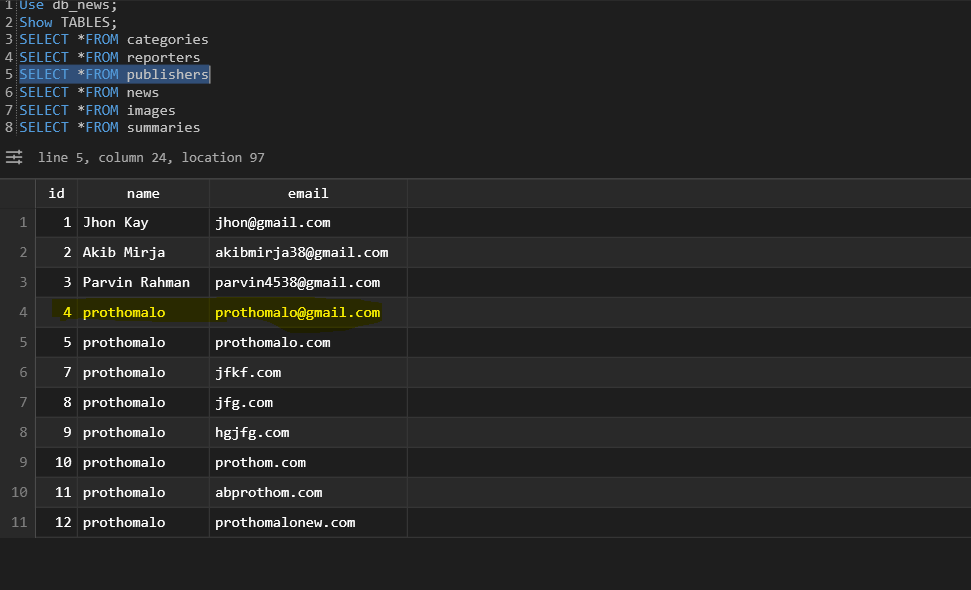 1 Use db_news;
2 Show TABLES;
3 SELECT *FROM categories
4 SELECT *FROM reporters
5 SELECT *FROM publishers
6 SELECT *FROM news
7 SELECT *FROM images
8 SELECT *FROM summaries
line 5, column 24, location 97
id name email
1 1 Jhon Kay jhon@gmail.com
2 2 Akib Mirja akibmirja38@gmail.com
3 3 Parvin Rahman parvin4538@gmail.com
4 4 prothomalo prothomalo@gmail.com
5 5 prothomalo prothomalo.com
6 7 prothomalo jfkf.com
7 8 prothomalo jfg.com
8 9 prothomalo hgjfg.com
9 10 prothomalo prothom.com
10 11 prothomalo abprothom.com
11 12 prothomalo prothomalonew.com